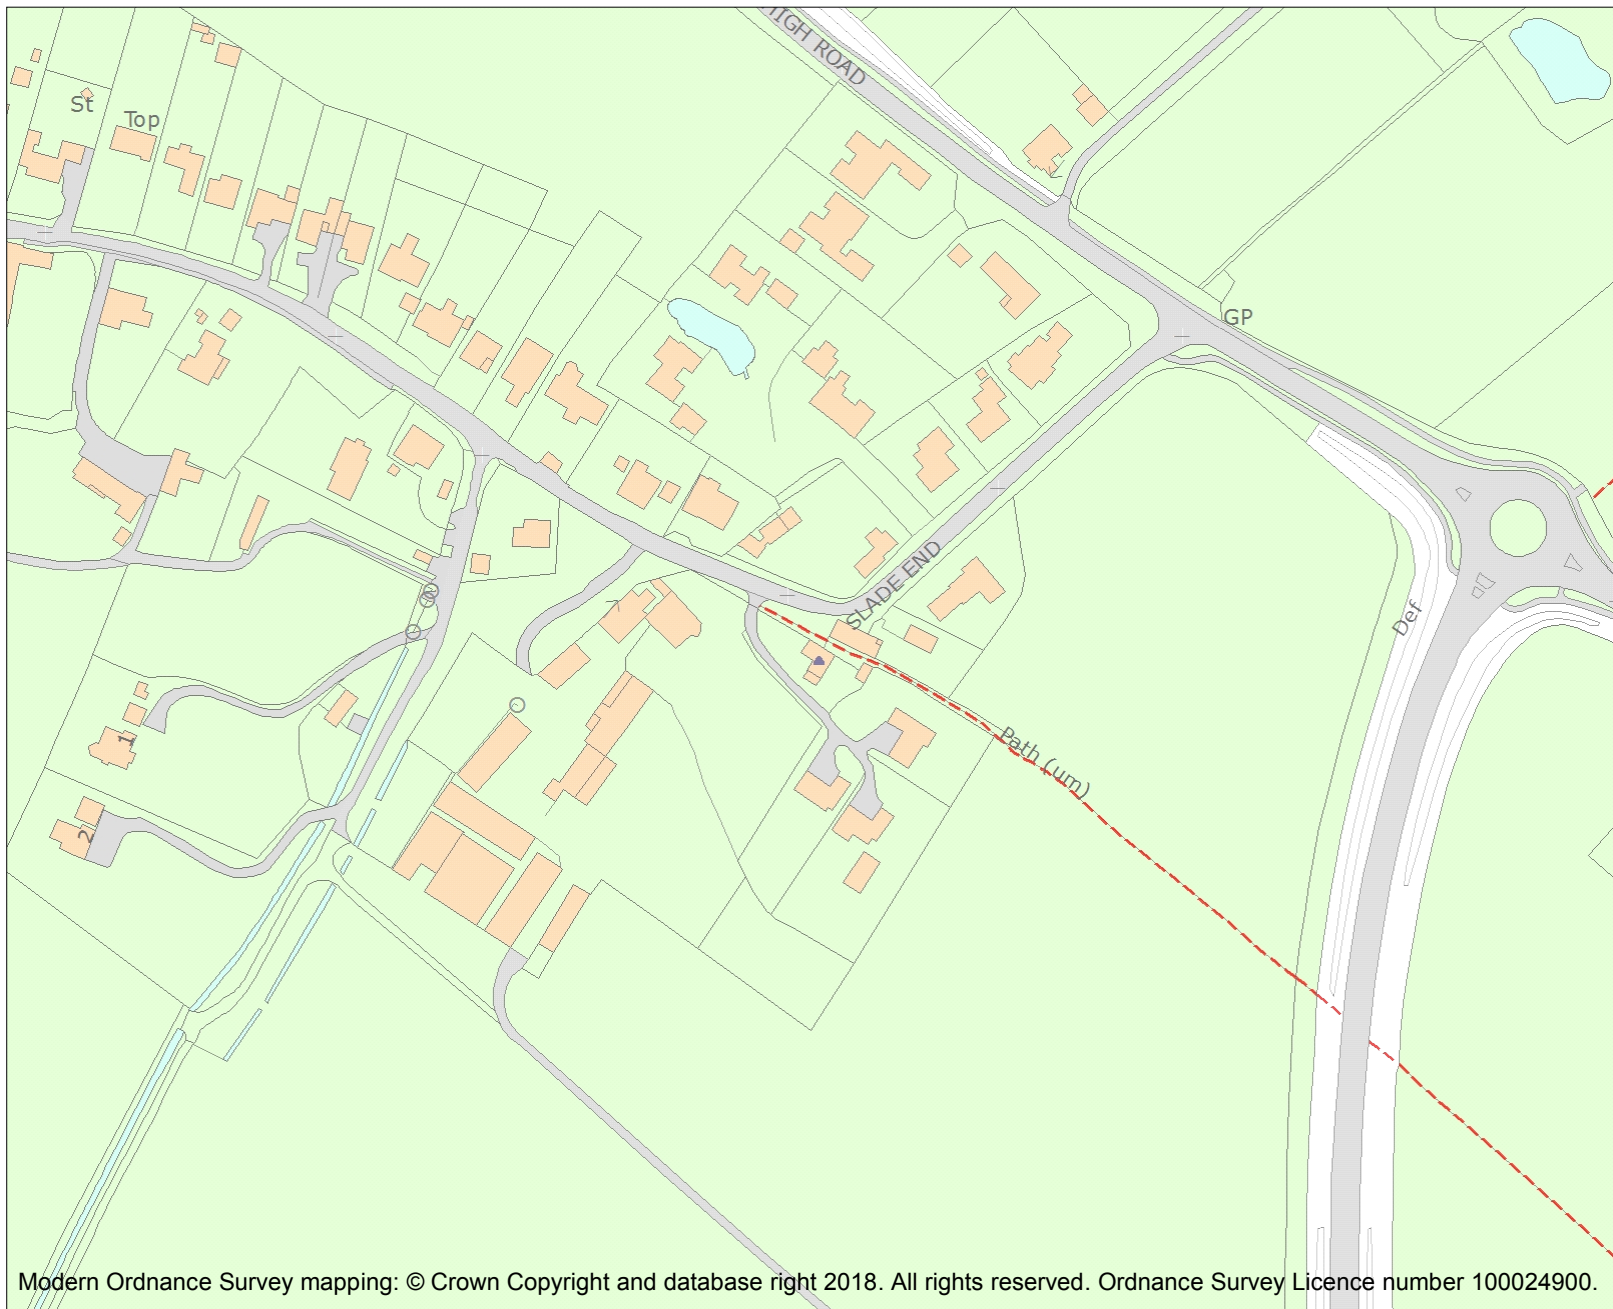 HIGH ROAD
St
Top
GP
SLADE END
Def
Path (um)
1
2
Modern Ordnance Survey mapping: © Crown Copyright and database right 2018. All rights reserved. Ordnance Survey Licence number 100024900.